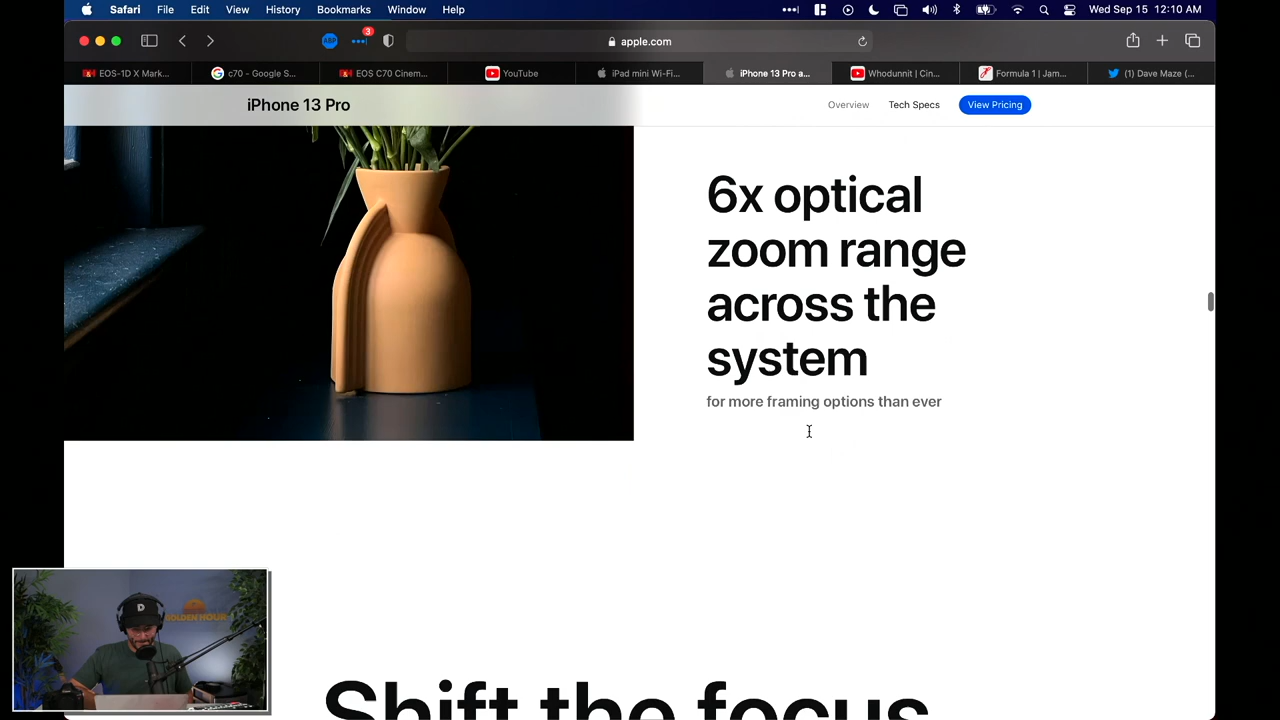 Safari File Edit View History Bookmarks Window Help
Wed Sep 15 12:10 AM
ABP
3
apple.com
EOS-1D X Mark...
c70 - Google S...
EOS C70 Cinem...
YouTube
iPad mini Wi-Fi...
iPhone 13 Pro a...
Whodunnit | Cin...
Formula 1 | Jam...
(1) Dave Maze (...
iPhone 13 Pro
Overview Tech Specs View Pricing
6x optical
zoom range
across the
system
for more framing options than ever
Shift the focus
D
GOLDEN HOUR